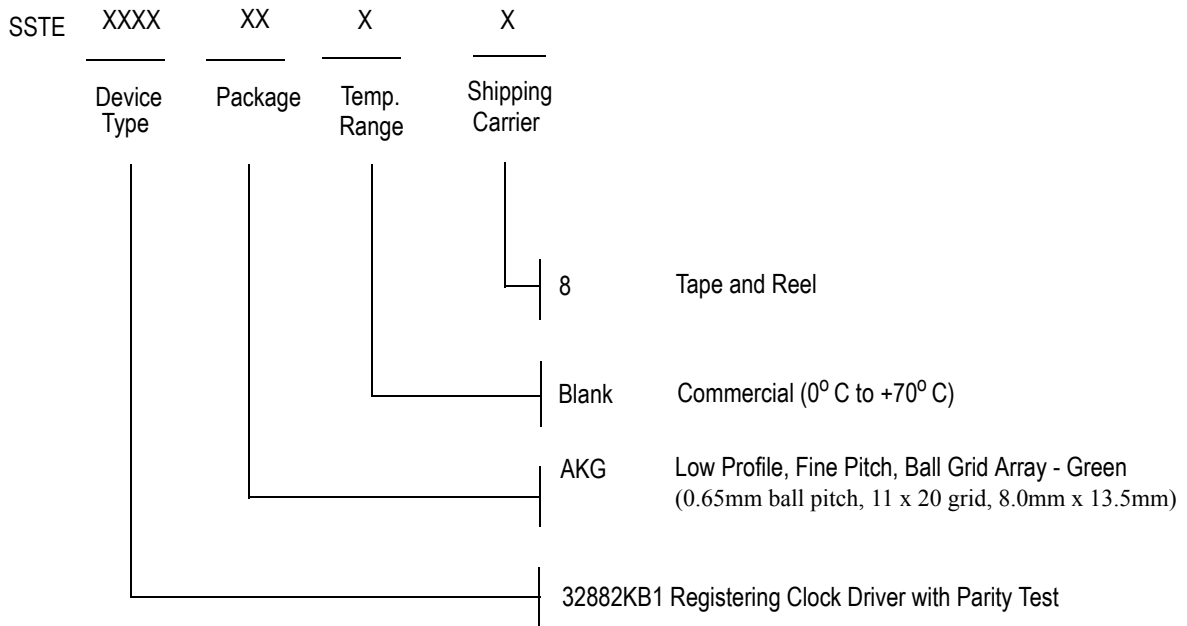 SSTE XXXX XX X X
Device Type
Package
Temp. Range
Shipping Carrier
8 Tape and Reel
Blank Commercial (0º C to +70º C)
AKG Low Profile, Fine Pitch, Ball Grid Array - Green
(0.65mm ball pitch, 11 x 20 grid, 8.0mm x 13.5mm)
32882KB1 Registering Clock Driver with Parity Test